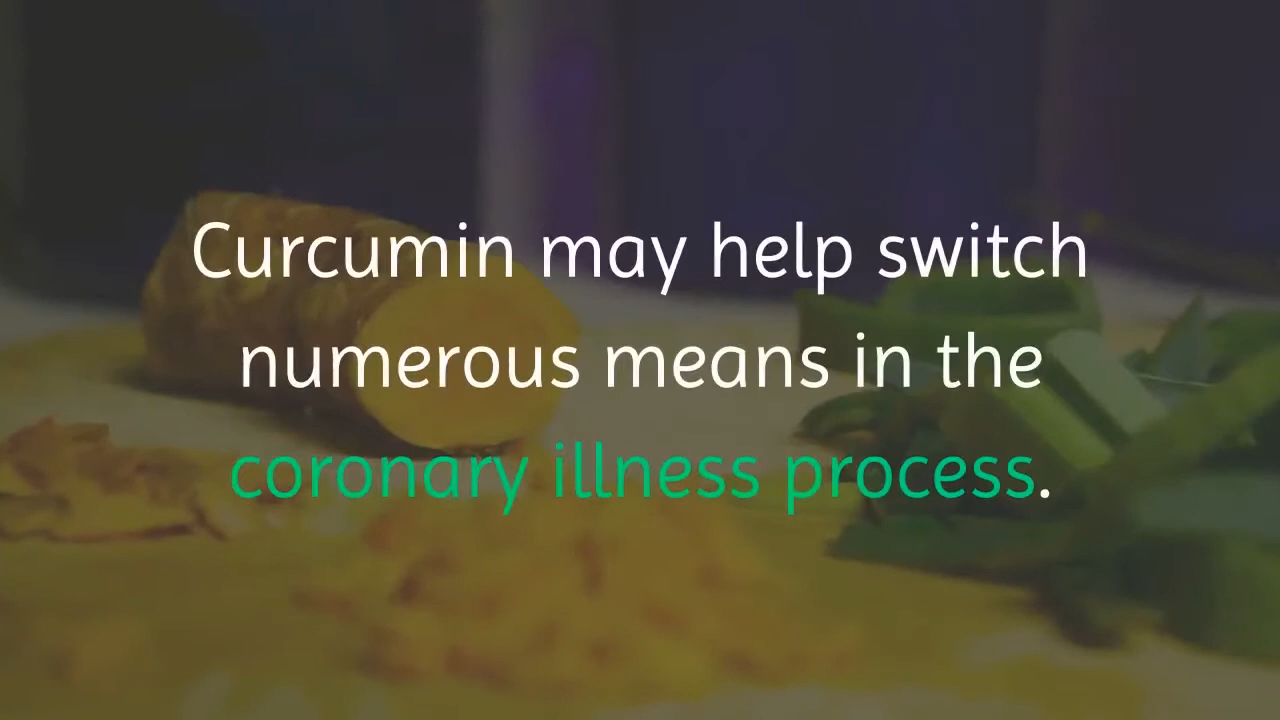 Curcumin may help switch
numerous means in the
coronary illness process.